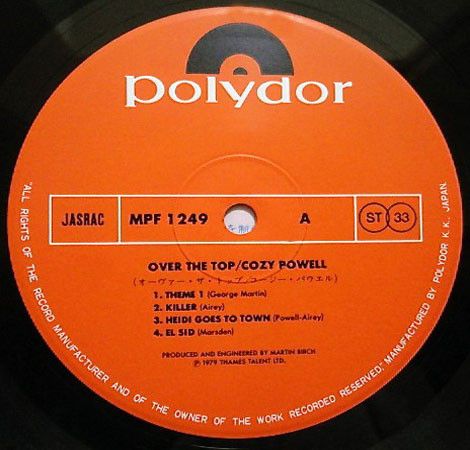 polydor
JASRAC
MPF 1249
A
ST 33
OVER THE TOP/COZY POWELL
(オーヴァー・ザ・トップ/コージー・パウエル)
1. THEME 1 (George Martin)
2. KILLER (Airey)
3. HEIDI GOES TO TOWN (Powell-Airey)
4. EL SID (Marsden)
PRODUCED AND ENGINEERED BY MARTIN BIRCH
℗ 1979 THAMES TALENT LTD.
"ALL RIGHTS OF THE RECORD MANUFACTURER AND OF THE OWNER OF THE WORK RECORDED RESERVED." MANUFACTURED BY POLYDOR K.K. JAPAN.